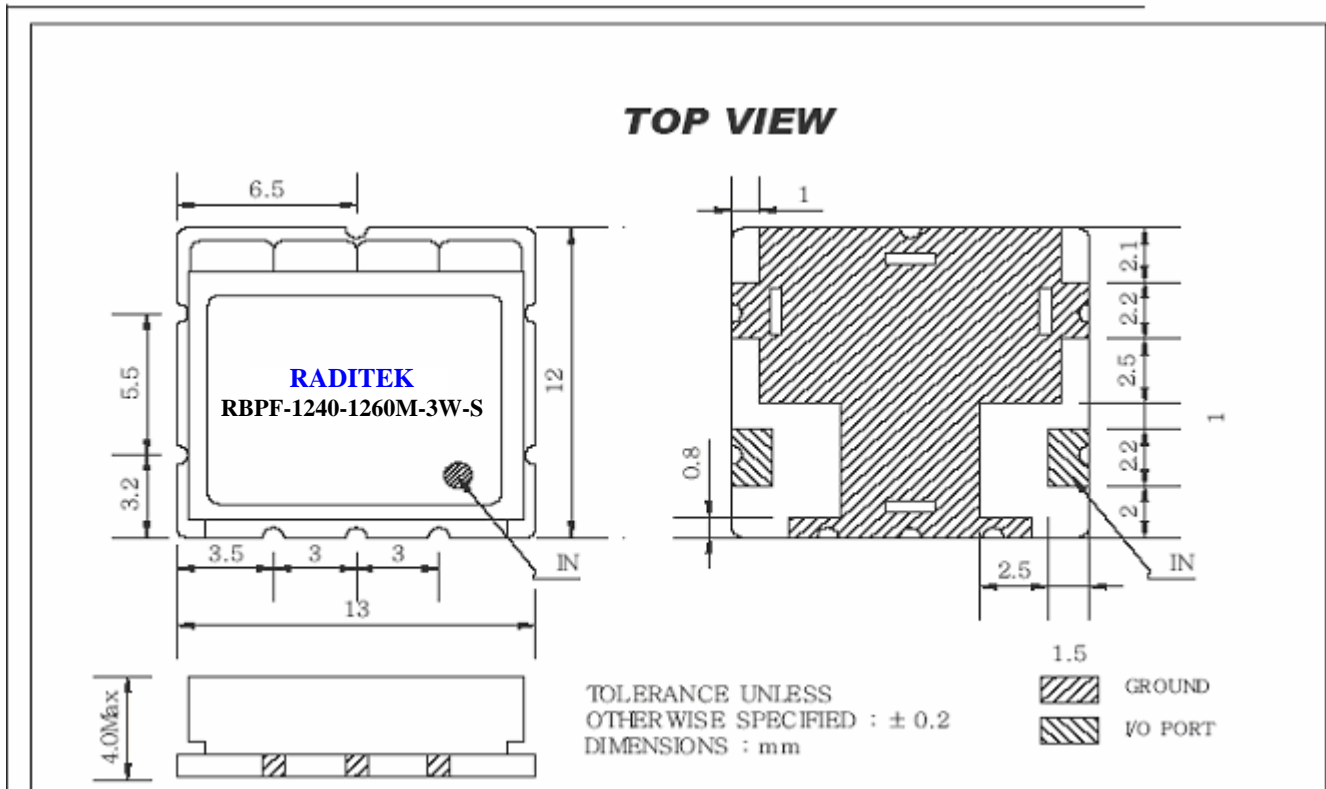 TOP VIEW
6.5
1
2.1
2.2
2.5
1
2.2
2
5.5
3.2
12
RADITEK
RBPF-1240-1260M-3W-S
0.8
3.5
3
3
IN
13
2.5
IN
1.5
4.0Max
TOLERANCE UNLESS
OTHERWISE SPECIFIED : ± 0.2
DIMENSIONS : mm
GROUND
I/O PORT